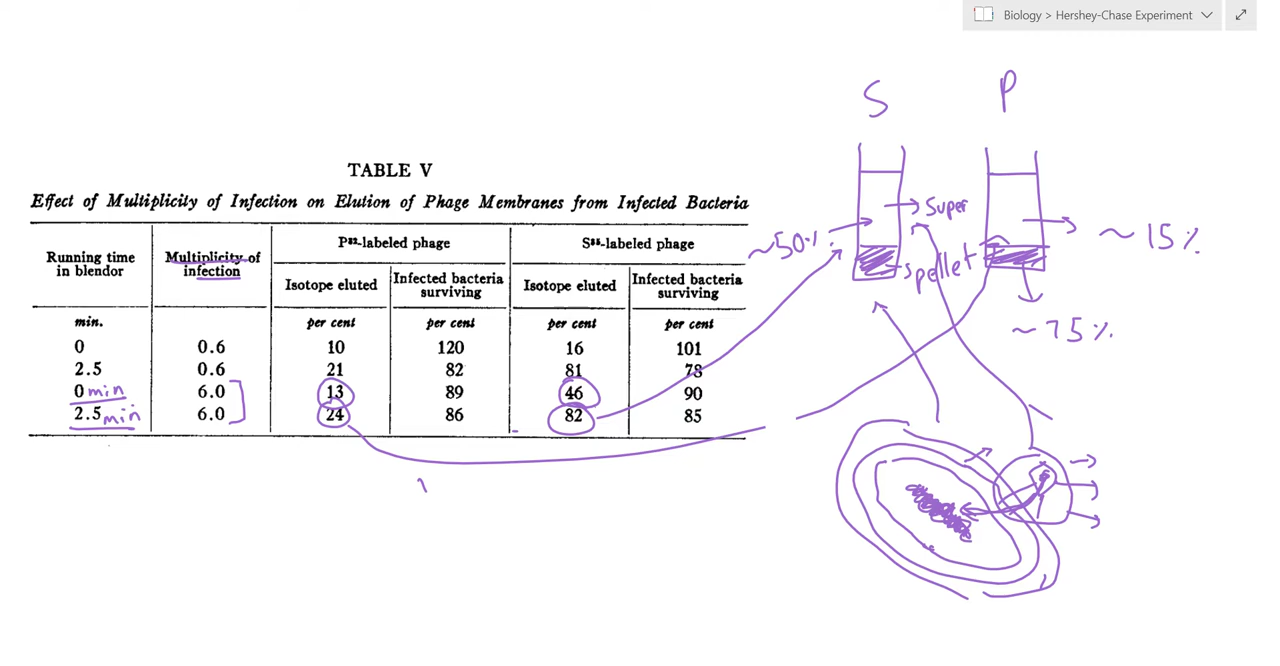 Biology > Hershey-Chase Experiment
S P
TABLE V
Effect of Multiplicity of Infection on Elution of Phage Membranes from Infected Bacteria
Running time in blendor Multiplicity of infection P³²-labeled phage S³⁵-labeled phage
Isotope eluted Infected bacteria surviving Isotope eluted Infected bacteria surviving
min. per cent per cent per cent per cent
0 0.6 10 120 16 101
2.5 0.6 21 82 81 78
0 min 6.0 13 89 46 90
2.5 min 6.0 24 86 82 85
super
~50% ~15%
pellet
~75%